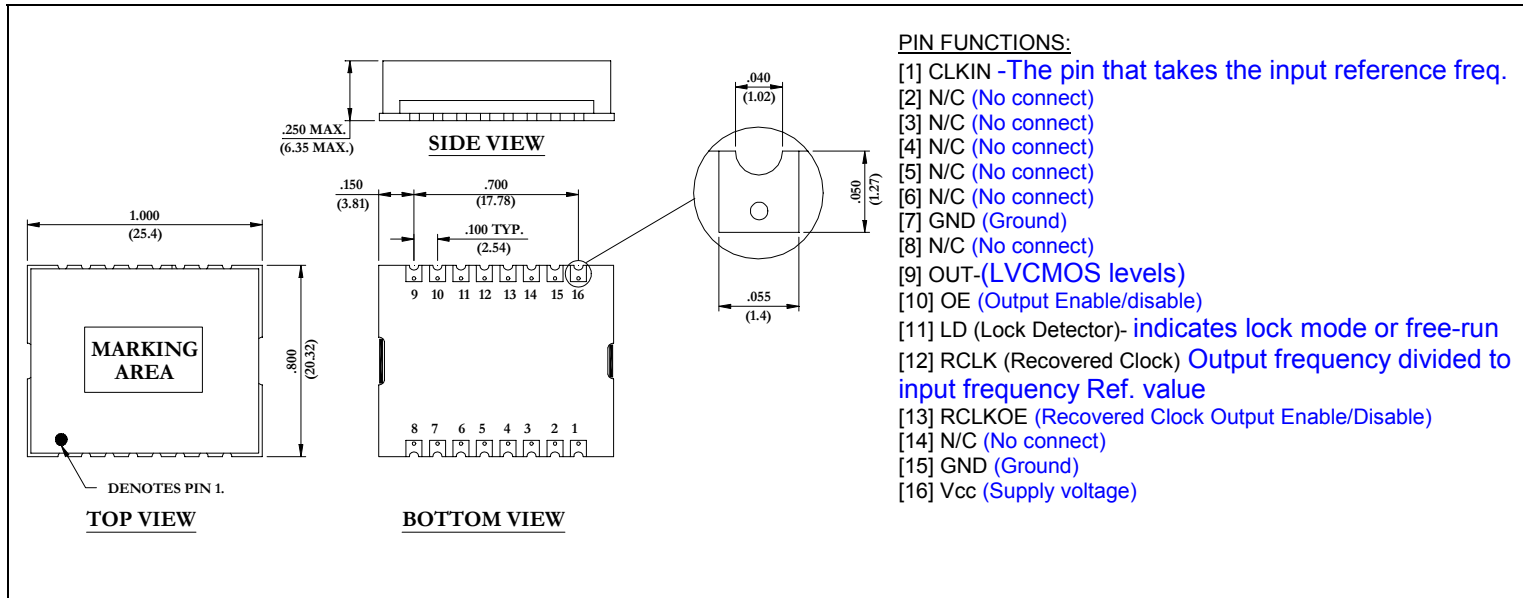 .250 MAX.
(6.35 MAX.)
SIDE VIEW
.040
(1.02)
.050
(1.27)
.055
(1.4)
1.000
(25.4)
.800
(20.32)
MARKING
AREA
DENOTES PIN 1.
TOP VIEW
.150
(3.81)
.700
(17.78)
.100 TYP.
(2.54)
9 10 11 12 13 14 15 16
8 7 6 5 4 3 2 1
BOTTOM VIEW
PIN FUNCTIONS:
[1] CLKIN -The pin that takes the input reference freq.
[2] N/C (No connect)
[3] N/C (No connect)
[4] N/C (No connect)
[5] N/C (No connect)
[6] N/C (No connect)
[7] GND (Ground)
[8] N/C (No connect)
[9] OUT-(LVCMOS levels)
[10] OE (Output Enable/disable)
[11] LD (Lock Detector)- indicates lock mode or free-run
[12] RCLK (Recovered Clock) Output frequency divided to
input frequency Ref. value
[13] RCLKOE (Recovered Clock Output Enable/Disable)
[14] N/C (No connect)
[15] GND (Ground)
[16] Vcc (Supply voltage)